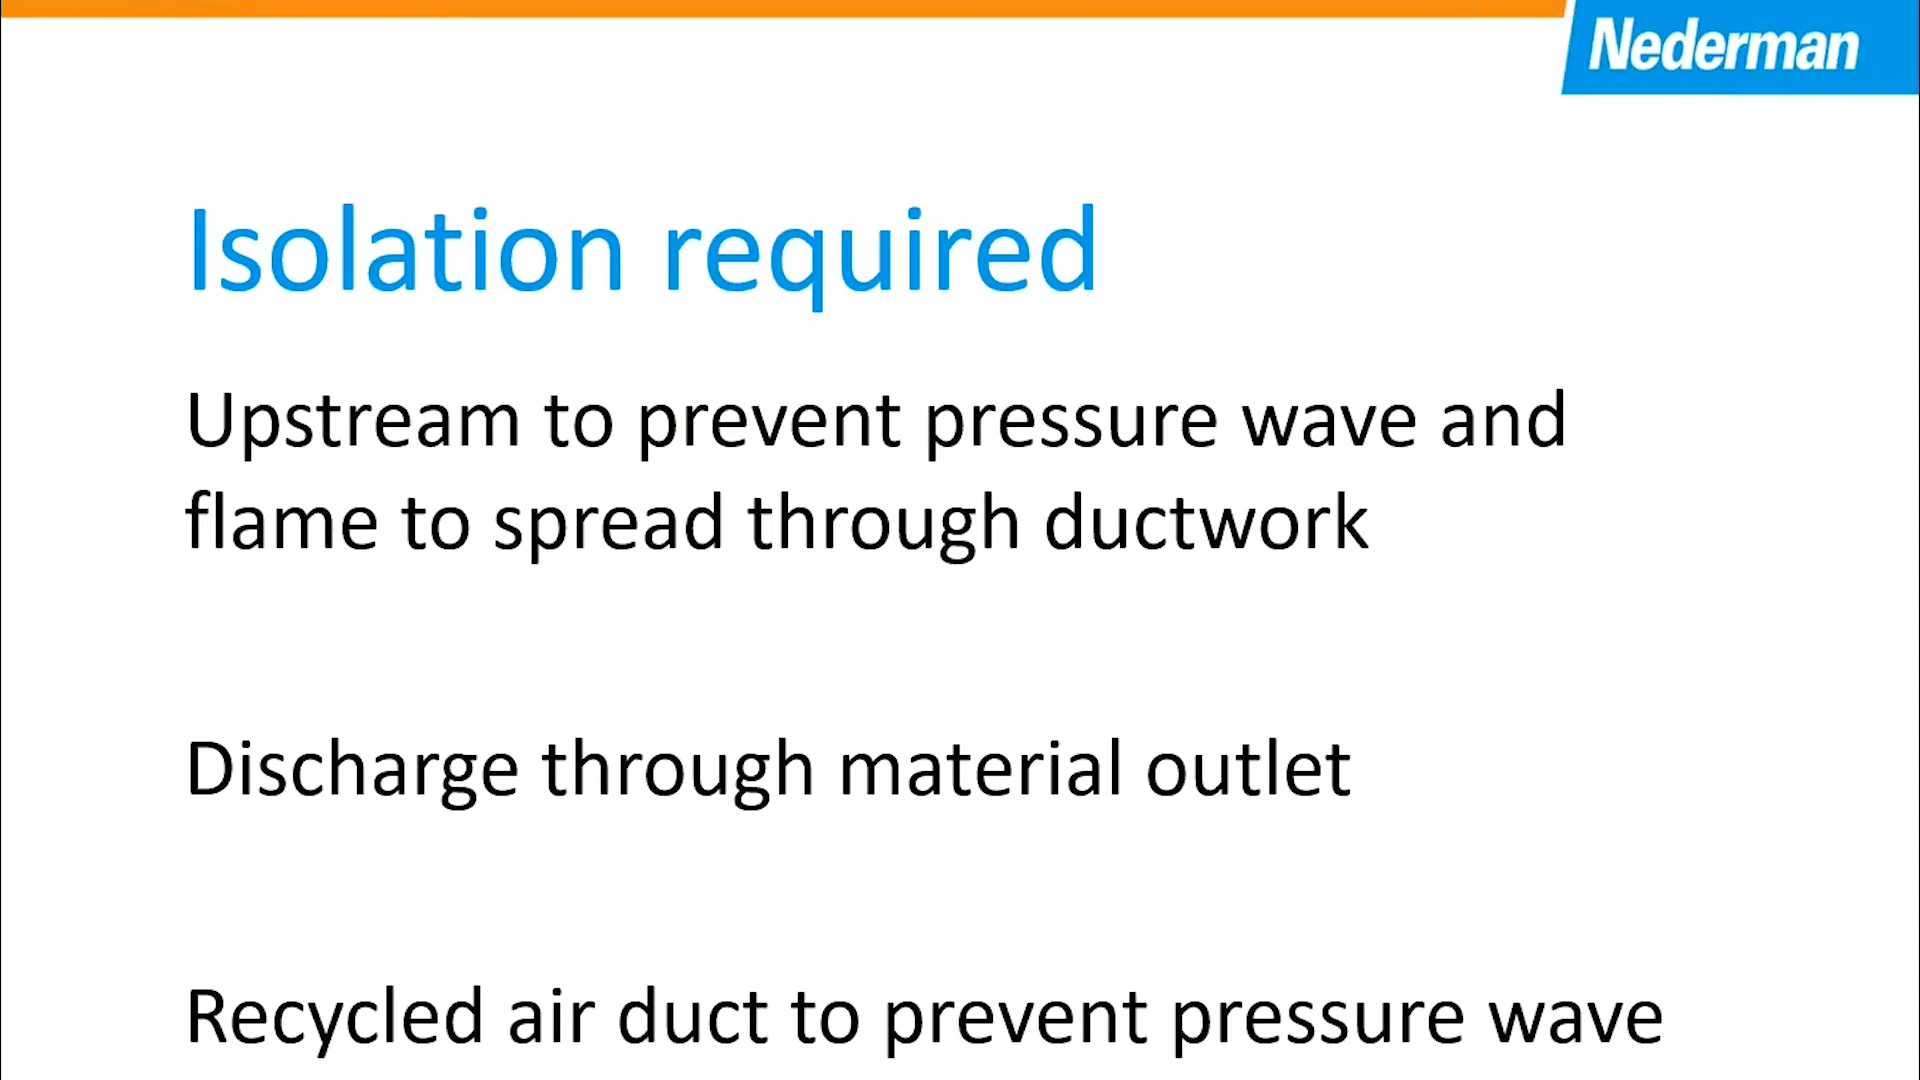 Nederman
Isolation required
Upstream to prevent pressure wave and
flame to spread through ductwork
Discharge through material outlet
Recycled air duct to prevent pressure wave